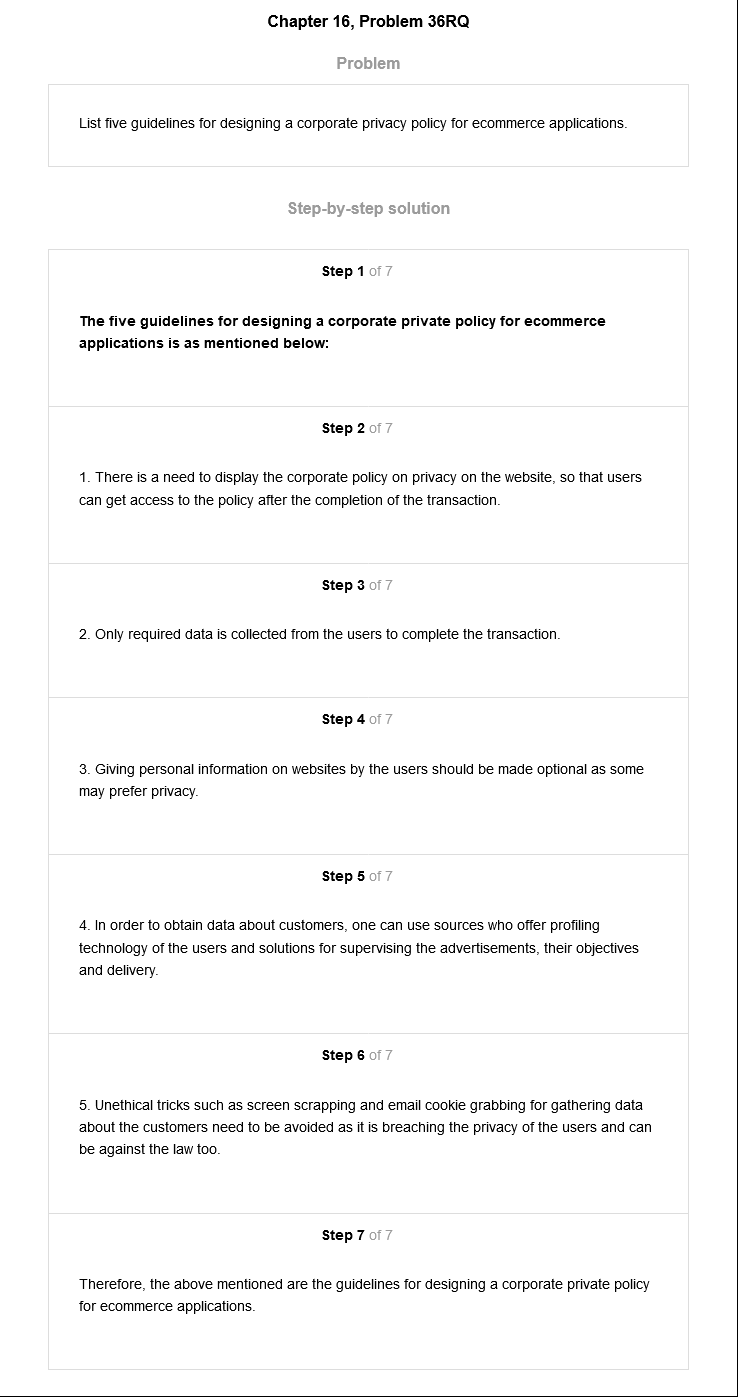 Chapter 16, Problem 36RQ
Problem
List five guidelines for designing a corporate privacy policy for ecommerce applications.
Step-by-step solution
Step 1 of 7
The five guidelines for designing a corporate private policy for ecommerce
applications is as mentioned below:
Step 2 of 7
1. There is a need to display the corporate policy on privacy on the website, so that users
can get access to the policy after the completion of the transaction.
Step 3 of 7
2. Only required data is collected from the users to complete the transaction.
Step 4 of 7
3. Giving personal information on websites by the users should be made optional as some
may prefer privacy.
Step 5 of 7
4. In order to obtain data about customers, one can use sources who offer profiling
technology of the users and solutions for supervising the advertisements, their objectives
and delivery.
Step 6 of 7
5. Unethical tricks such as screen scrapping and email cookie grabbing for gathering data
about the customers need to be avoided as it is breaching the privacy of the users and can
be against the law too.
Step 7 of 7
Therefore, the above mentioned are the guidelines for designing a corporate private policy
for ecommerce applications.